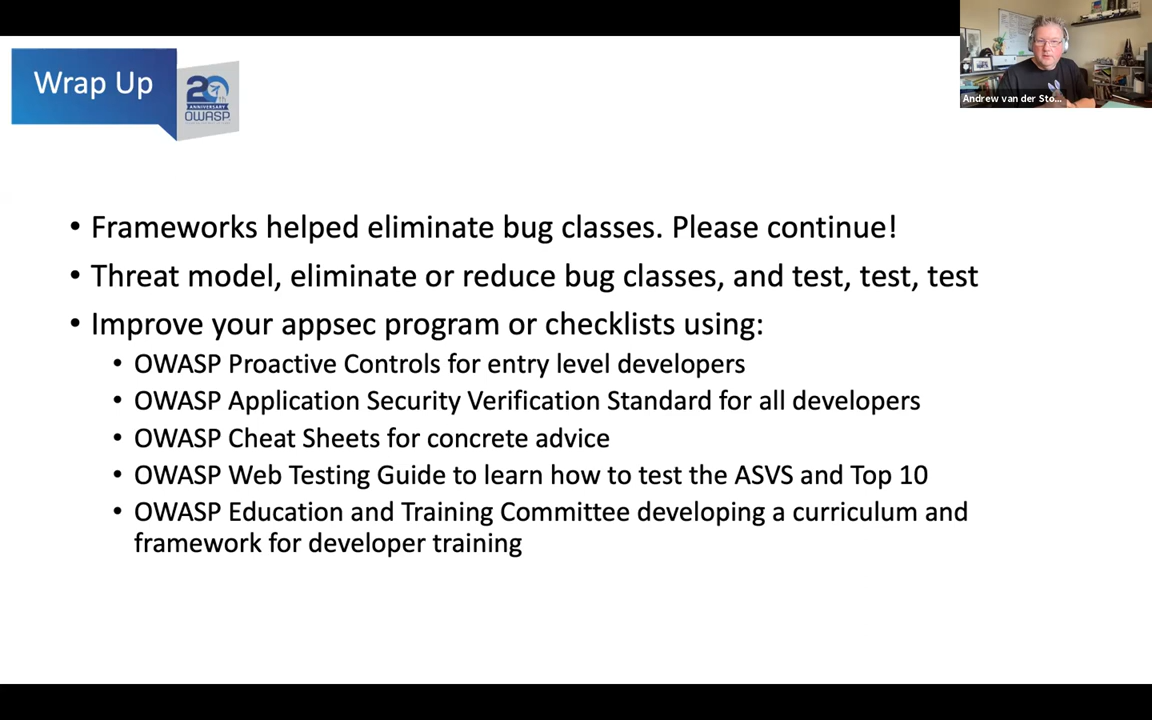 Wrap Up
20th
ANNIVERSARY
OWASP
Andrew van der Sto...
• Frameworks helped eliminate bug classes. Please continue!
• Threat model, eliminate or reduce bug classes, and test, test, test
• Improve your appsec program or checklists using:
• OWASP Proactive Controls for entry level developers
• OWASP Application Security Verification Standard for all developers
• OWASP Cheat Sheets for concrete advice
• OWASP Web Testing Guide to learn how to test the ASVS and Top 10
• OWASP Education and Training Committee developing a curriculum and
framework for developer training